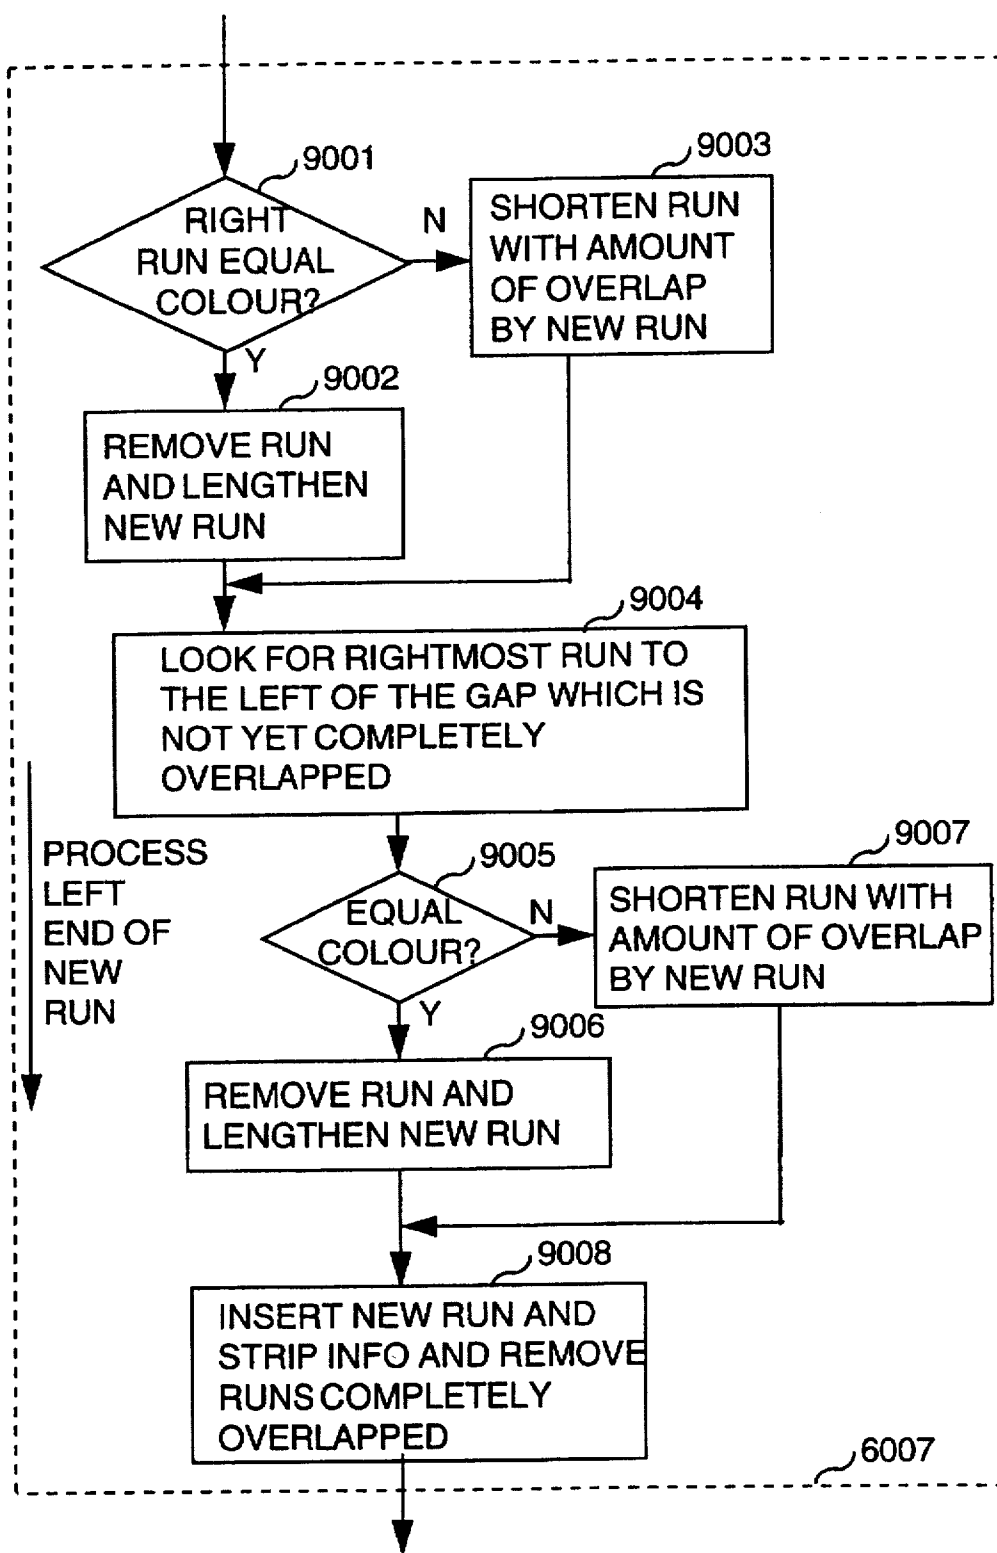 9001
RIGHT
RUN EQUAL
COLOUR?
N
Y
9003
SHORTEN RUN
WITH AMOUNT
OF OVERLAP
BY NEW RUN
9002
REMOVE RUN
AND LENGTHEN
NEW RUN
9004
LOOK FOR RIGHTMOST RUN TO
THE LEFT OF THE GAP WHICH IS
NOT YET COMPLETELY
OVERLAPPED
PROCESS
LEFT
END OF
NEW
RUN
9005
EQUAL
COLOUR?
N
Y
9007
SHORTEN RUN WITH
AMOUNT OF OVERLAP
BY NEW RUN
9006
REMOVE RUN AND
LENGTHEN NEW RUN
9008
INSERT NEW RUN AND
STRIP INFO AND REMOVE
RUNS COMPLETELY
OVERLAPPED
6007